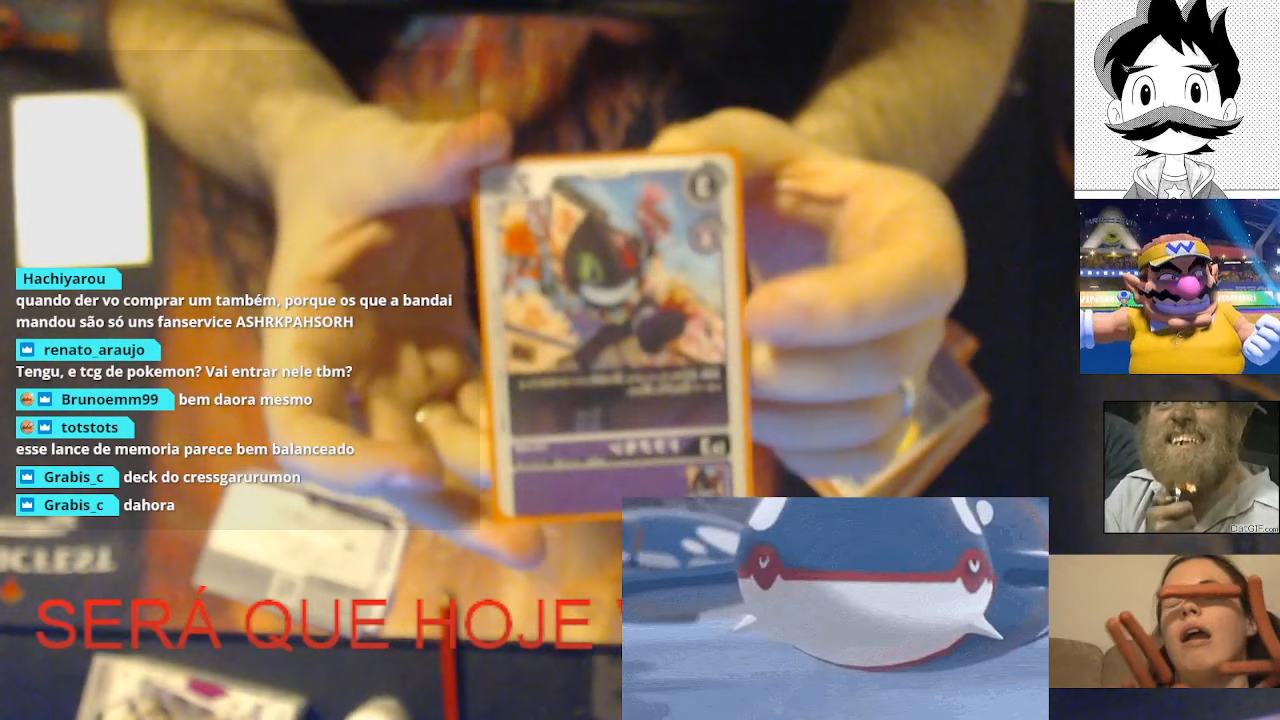 Hachiyarou
quando der vo comprar um também, porque os que a bandai
mandou são só uns fanservice ASHRKPAHSORH
renato_araujo
Tengu, e tcg de pokemon? Vai entrar nele tbm?
Brunoemm99 bem daora mesmo
totstots
esse lance de memoria parece bem balanceado
Grabis_c deck do cressgarurumon
Grabis_c dahora
SERÁ QUE HOJE
W